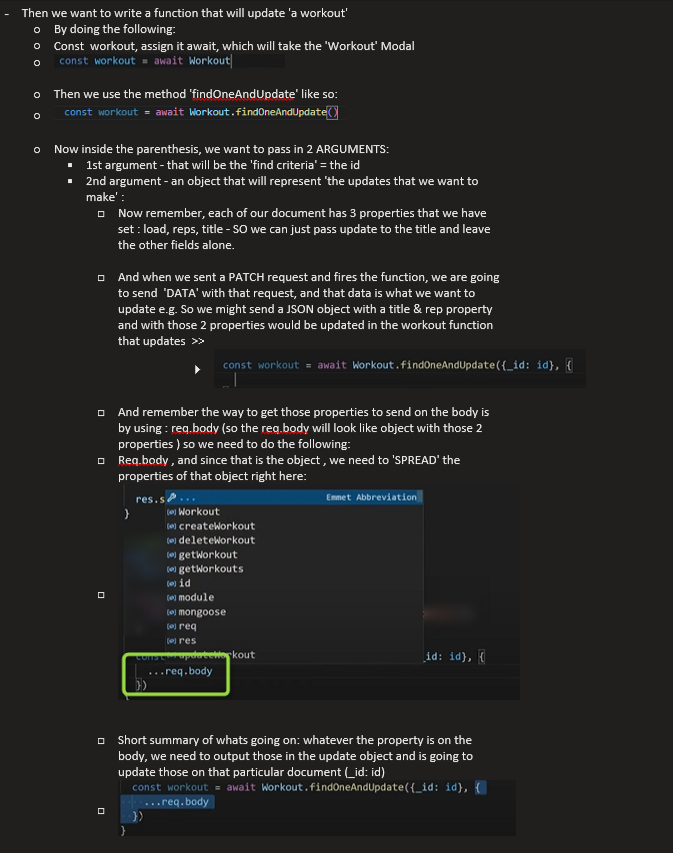 - Then we want to write a function that will update 'a workout'
o By doing the following:
o Const workout, assign it await, which will take the 'Workout' Modal
o const workout = await Workout
o Then we use the method 'findOneAndUpdate' like so:
o const workout = await Workout.findOneAndUpdate()
o Now inside the parenthesis, we want to pass in 2 ARGUMENTS:
▪ 1st argument - that will be the 'find criteria' = the id
▪ 2nd argument - an object that will represent 'the updates that we want to
make' :
□ Now remember, each of our document has 3 properties that we have
set : load, reps, title - SO we can just pass update to the title and leave
the other fields alone.
□ And when we sent a PATCH request and fires the function, we are going
to send 'DATA' with that request, and that data is what we want to
update e.g. So we might send a JSON object with a title & rep property
and with those 2 properties would be updated in the workout function
that updates >>
const workout = await Workout.findOneAndUpdate({_id: id}, {
□ And remember the way to get those properties to send on the body is
by using : req.body (so the req.body will look like object with those 2
properties ) so we need to do the following:
□ Req.body , and since that is the object , we need to 'SPREAD' the
properties of that object right here:
res.s ... Emmet Abbreviation
} Workout
createWorkout
deleteWorkout
getWorkout
getWorkouts
□ id
module
mongoose
req
res
const updateWorkout _id: id}, {
...req.body
})
□ Short summary of whats going on: whatever the property is on the
body, we need to output those in the update object and is going to
update those on that particular document (_id: id)
const workout = await Workout.findOneAndUpdate({_id: id}, {
□ ...req.body
})
}